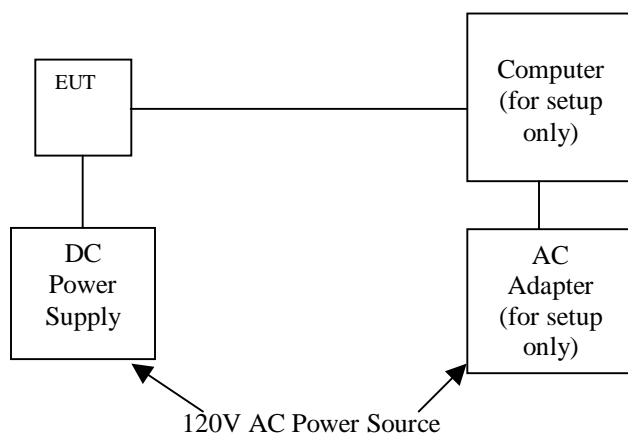 EUT
Computer
(for setup
only)
DC
Power
Supply
AC
Adapter
(for setup
only)
120V AC Power Source